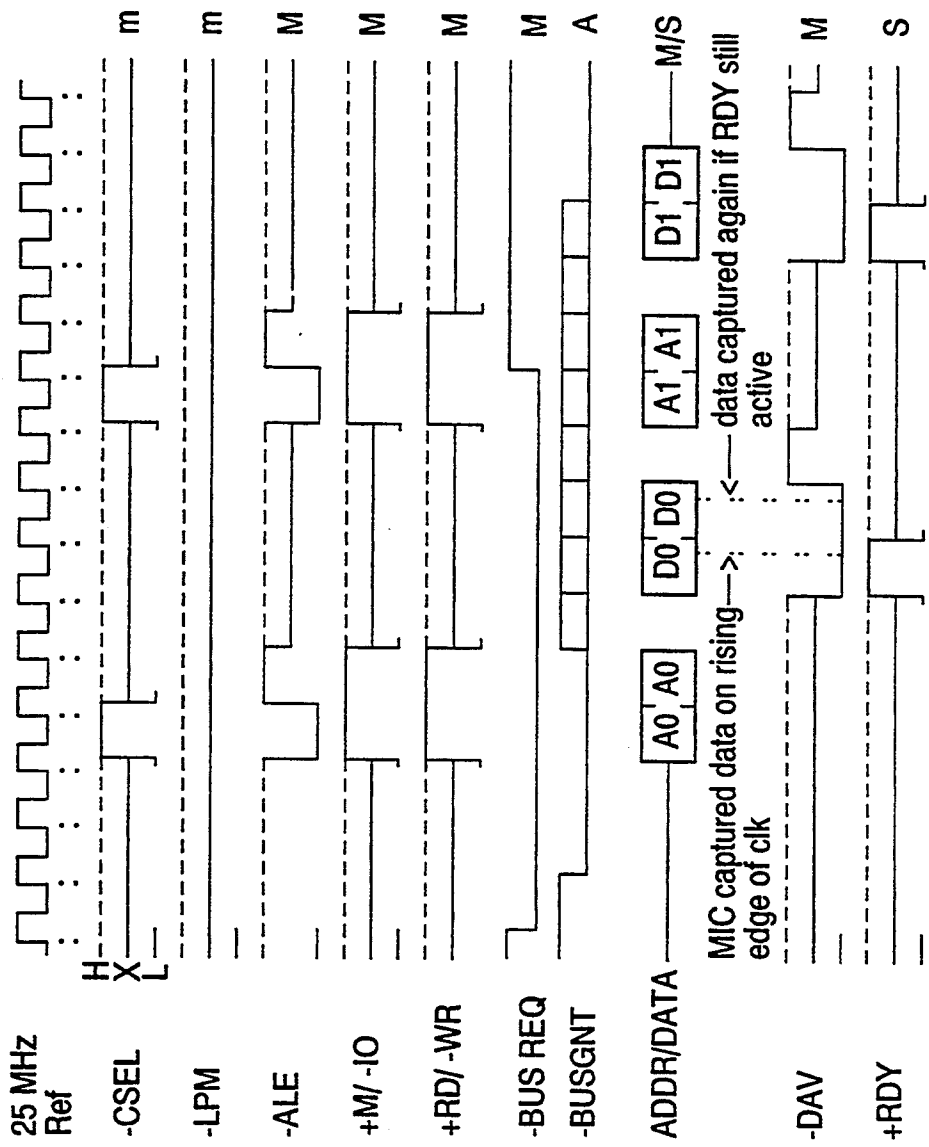 25 MHz
Ref
H
X
L
-CSEL m
-LPM m
-ALE M
+M/ -IO M
+RD/ -WR M
-BUS REQ M
-BUSGNT A
ADDR/DATA A0 A0 D0 D0 A1 A1 D1 D1 M/S
MIC captured data on rising
edge of clk
data captured again if RDY still
active
-DAV M
+RDY S